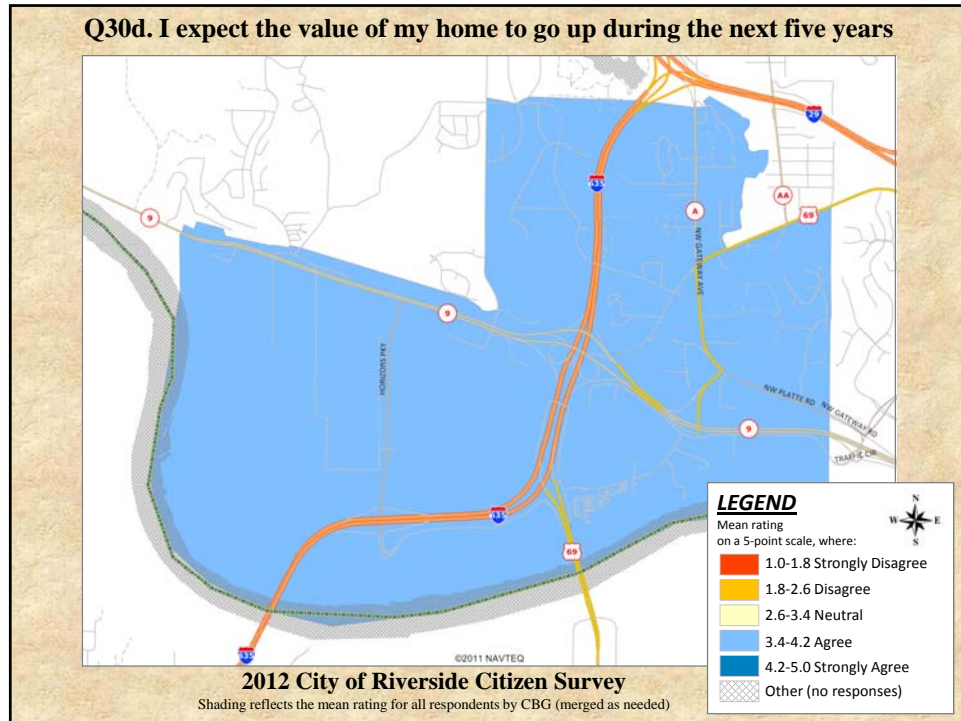 Q30d. I expect the value of my home to go up during the next five years
29
635
9
A
AA
69
NW GATEWAY AVE
9
HORIZONS PKY
NW PLATTE RD
NW GATEWAY RD
9
TRAFFIC CIR
635
69
635
©2011 NAVTEQ
LEGEND
Mean rating
on a 5-point scale, where:
N
W E
S
1.0-1.8 Strongly Disagree
1.8-2.6 Disagree
2.6-3.4 Neutral
3.4-4.2 Agree
4.2-5.0 Strongly Agree
Other (no responses)
2012 City of Riverside Citizen Survey
Shading reflects the mean rating for all respondents by CBG (merged as needed)